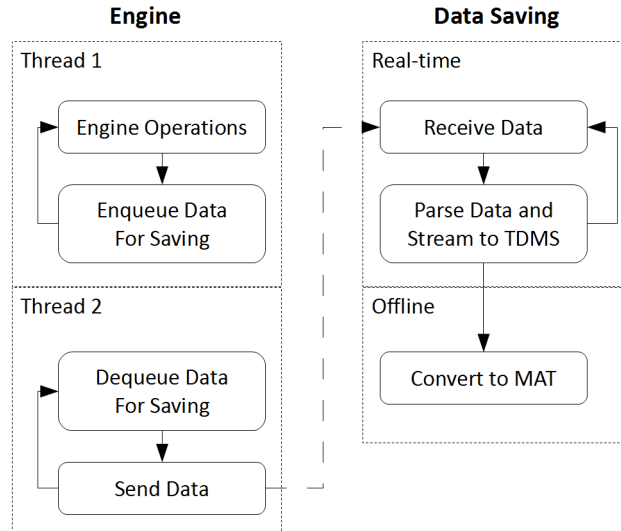 Engine
Thread 1
Engine Operations
Enqueue Data
For Saving
Thread 2
Dequeue Data
For Saving
Send Data
Data Saving
Real-time
Receive Data
Parse Data and
Stream to TDMS
Offline
Convert to MAT